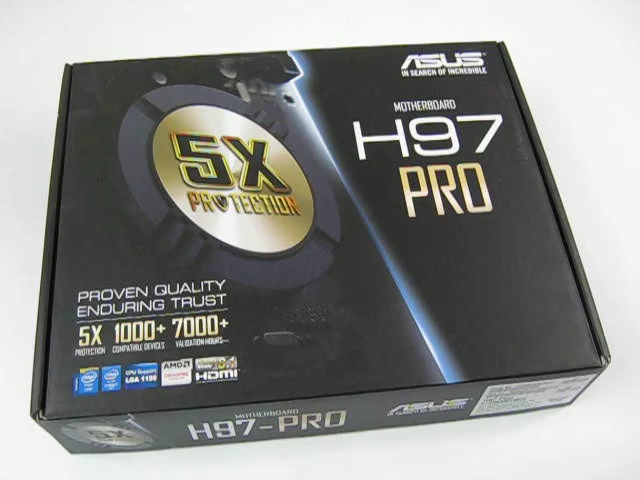 ASUS
IN SEARCH OF INCREDIBLE
MOTHERBOARD
H97
PRO
5X
PROTECTION
PROVEN QUALITY
ENDURING TRUST
5X 1000+ 7000+
PROTECTION COMPATIBLE DEVICES VALIDATION HOURS
CPU Support
LGA 1150
AMD
HDMI
MOTHERBOARD
H97-PRO
ASUS